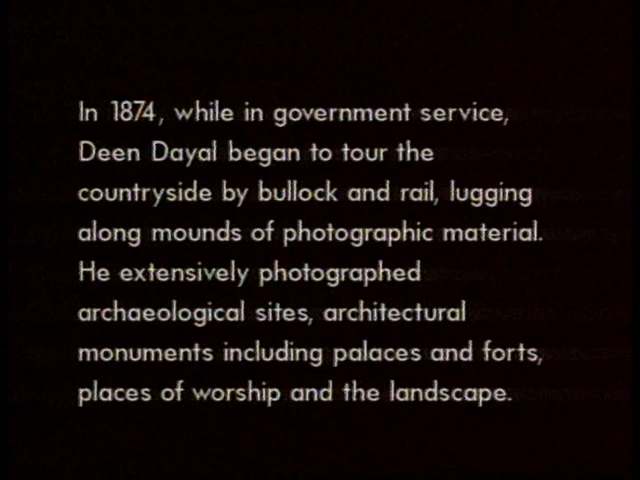 In 1874, while in government service,
Deen Dayal began to tour the
countryside by bullock and rail, lugging
along mounds of photographic material.
He extensively photographed
archaeological sites, architectural
monuments including palaces and forts,
places of worship and the landscape.